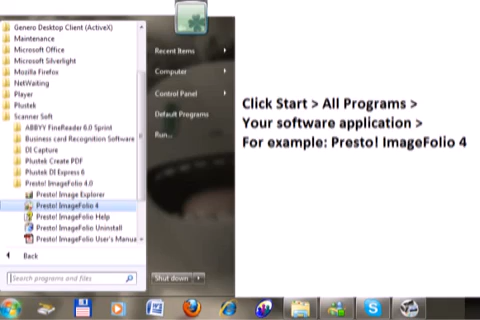 Genero Desktop Client (ActiveX)
Maintenance
Microsoft Office
Microsoft Silverlight
Mozilla Firefox
NetWaiting
Player
Plustek
Scanner Soft
ABBYY FineReader 6.0 Sprint
Business card Recognition Software
DI Capture
Plustek Create PDF
Plustek DI Express 6
Presto! ImageFolio 4.0
Presto! Image Explorer
Presto! ImageFolio 4
Presto! ImageFolio Help
Presto! ImageFolio Uninstall
Presto! ImageFolio User's Manua
Back
Search programs and files
Recent Items
Computer
Control Panel
Default Programs
Run...
Shut down
Click Start > All Programs >
Your software application >
For example: Presto! ImageFolio 4